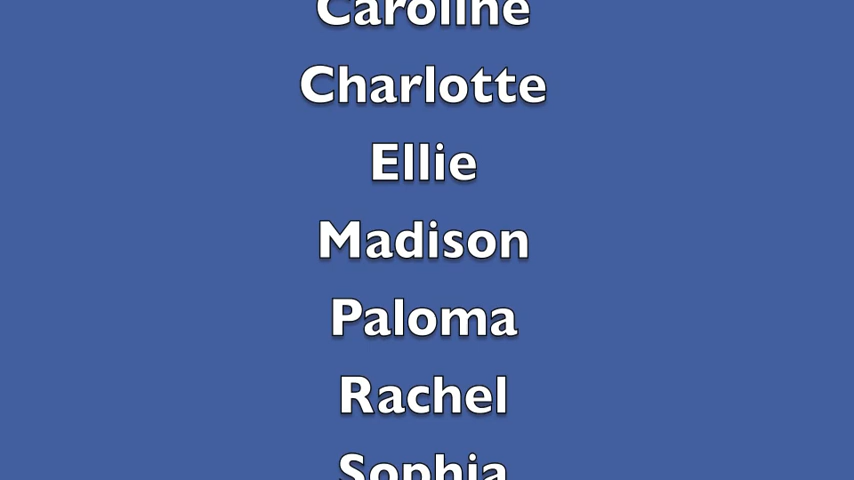 Caroline
Charlotte
Ellie
Madison
Paloma
Rachel
Sophia